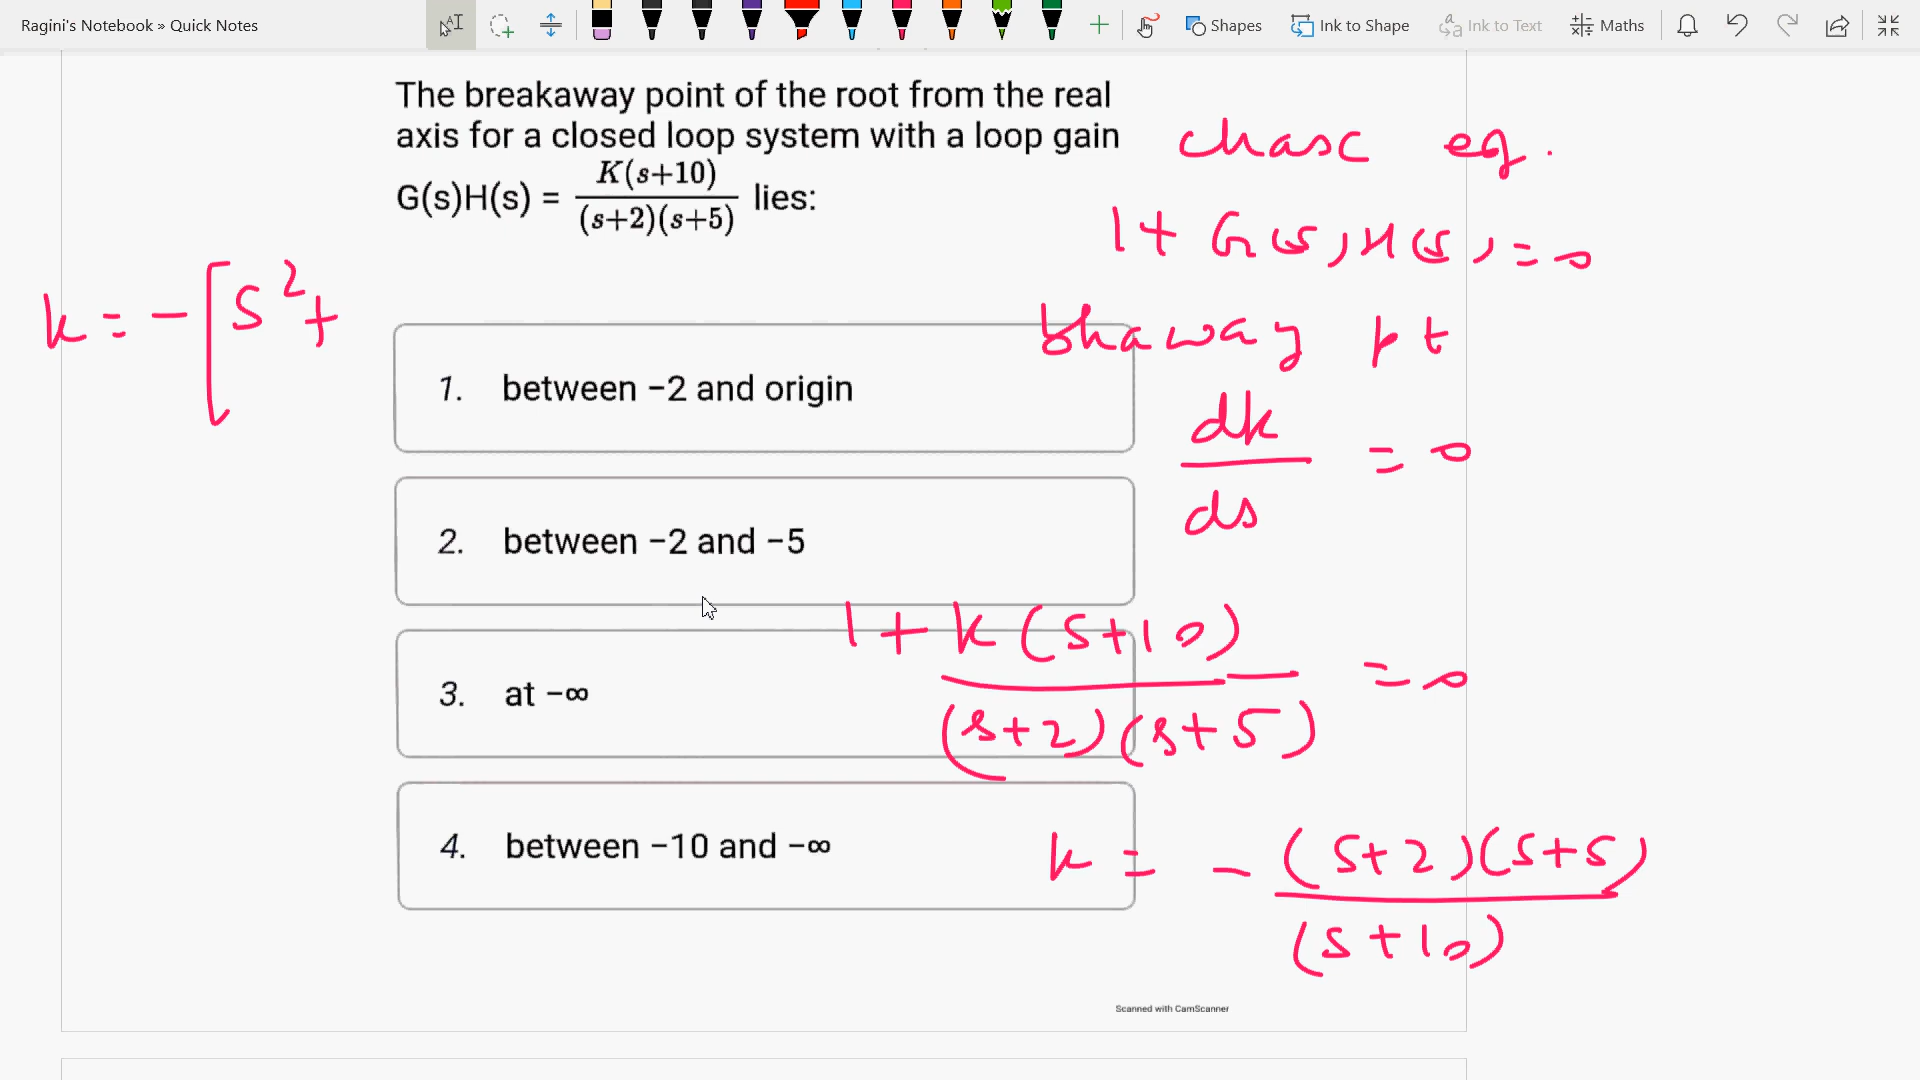 Ragini's Notebook » Quick Notes
Shapes
Ink to Shape
Ink to Text
Maths
The breakaway point of the root from the real
axis for a closed loop system with a loop gain
G(s)H(s) = K(s+10) / (s+2)(s+5) lies:
1. between −2 and origin
2. between −2 and −5
3. at −∞
4. between −10 and −∞
k = - [ s² +
eq.
1 + G(s) H(s) = 0
pt
dk / ds = 0
1 + k(s+10) / (s+2)(s+5) = 0
k = - (s+2)(s+5) / (s+10)
Scanned with CamScanner